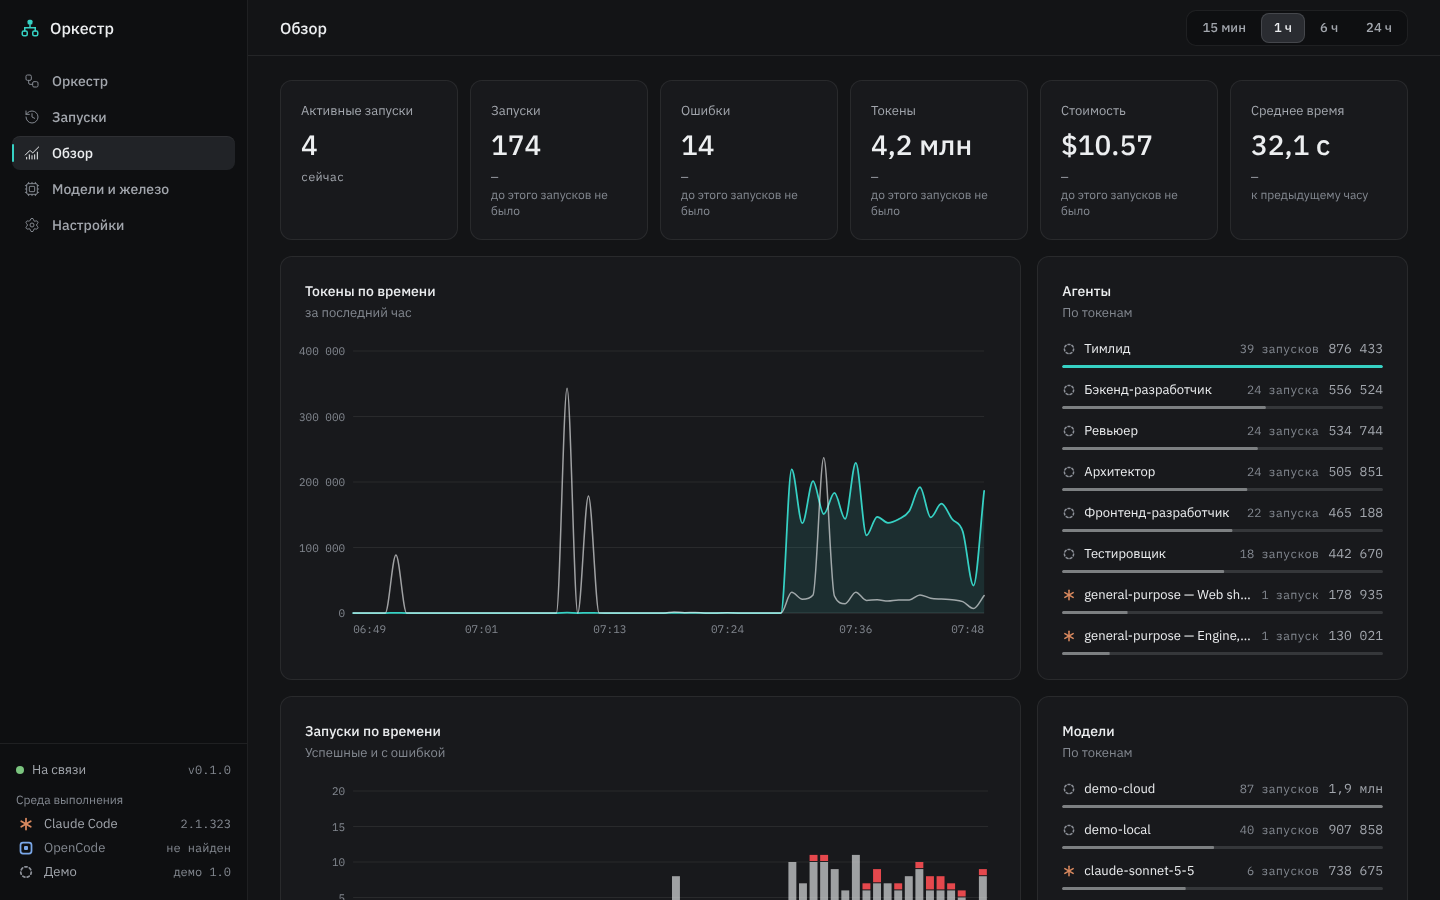 Оркестр
Оркестр
Запуски
Обзор
Модели и железо
Настройки
На связи v0.1.0
Среда выполнения
Claude Code 2.1.323
OpenCode не найден
Демо демо 1.0
Обзор
15 мин 1 ч 6 ч 24 ч
Активные запуски
4
сейчас
Запуски
174
—
до этого запусков не
было
Ошибки
14
—
до этого запусков не
было
Токены
4,2 млн
—
до этого запусков не
было
Стоимость
$10.57
—
до этого запусков не
было
Среднее время
32,1 с
—
к предыдущему часу
Токены по времени
за последний час
400 000
300 000
200 000
100 000
0
06:49 07:01 07:13 07:24 07:36 07:48
Агенты
По токенам
Тимлид 39 запусков 876 433
Бэкенд-разработчик 24 запуска 556 524
Ревьюер 24 запуска 534 744
Архитектор 24 запуска 505 851
Фронтенд-разработчик 22 запуска 465 188
Тестировщик 18 запусков 442 670
general-purpose — Web sh... 1 запуск 178 935
general-purpose — Engine,... 1 запуск 130 021
Запуски по времени
Успешные и с ошибкой
20
15
10
5
Модели
По токенам
demo-cloud 87 запусков 1,9 млн
demo-local 40 запусков 907 858
claude-sonnet-5-5 6 запусков 738 675